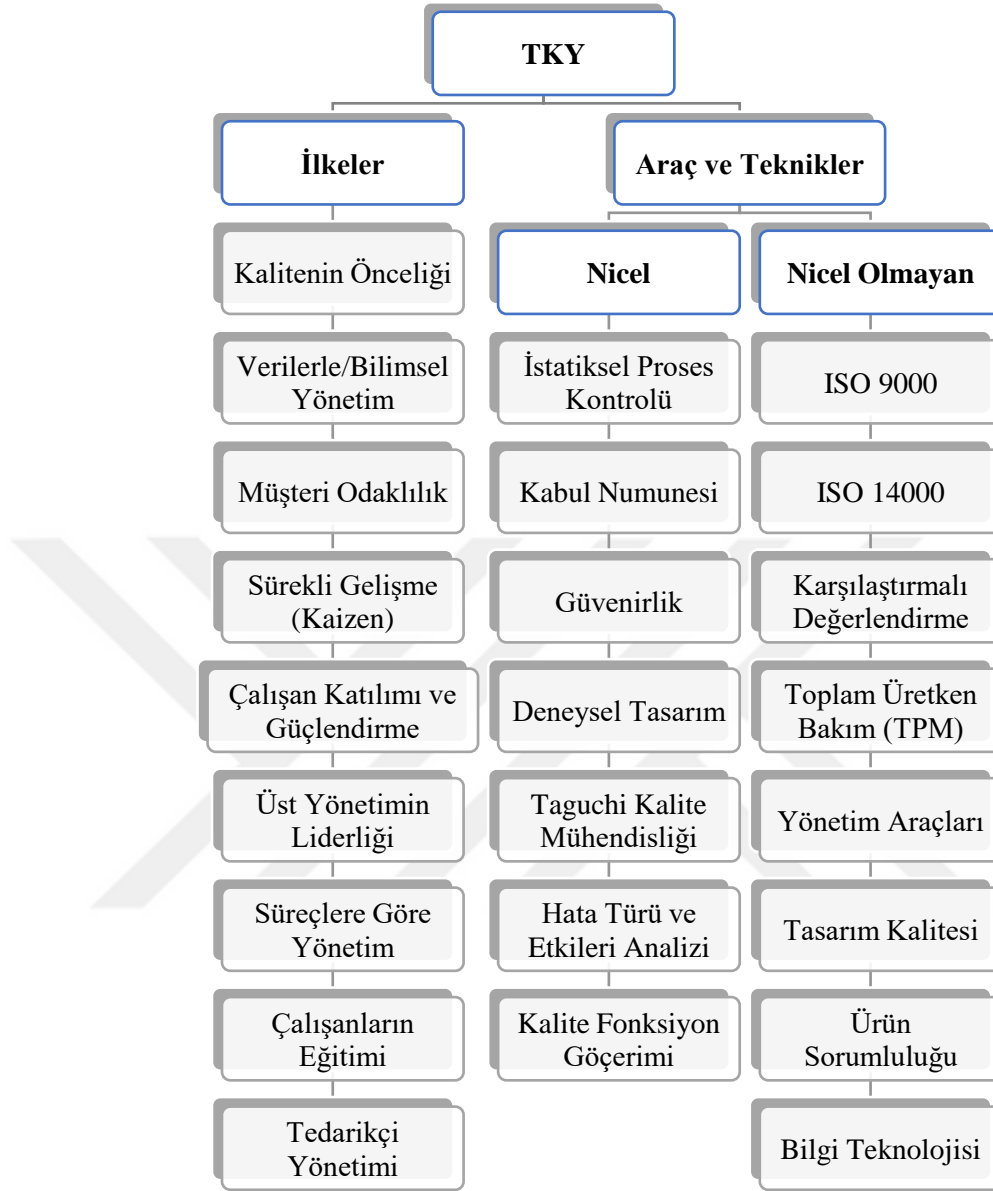 TKY
İlkeler
Araç ve Teknikler
Kalitenin Önceliği
Nicel
Nicel Olmayan
Verilerle/Bilimsel
Yönetim
İstatiksel Proses
Kontrolü
ISO 9000
Müşteri Odaklılık
Kabul Numunesi
ISO 14000
Sürekli Gelişme
(Kaizen)
Güvenirlik
Karşılaştırmalı
Değerlendirme
Çalışan Katılımı ve
Güçlendirme
Deneysel Tasarım
Toplam Üretken
Bakım (TPM)
Üst Yönetimin
Liderliği
Taguchi Kalite
Mühendisliği
Yönetim Araçları
Süreçlere Göre
Yönetim
Hata Türü ve
Etkileri Analizi
Tasarım Kalitesi
Çalışanların
Eğitimi
Kalite Fonksiyon
Göçerimi
Ürün
Sorumluluğu
Tedarikçi
Yönetimi
Bilgi Teknolojisi